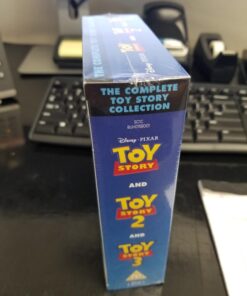 THE COMPLETE
TOY STORY
COLLECTION
Disney • PIXAR
TOY
STORY
AND
TOY
STORY
2
AND
TOY
STORY
3